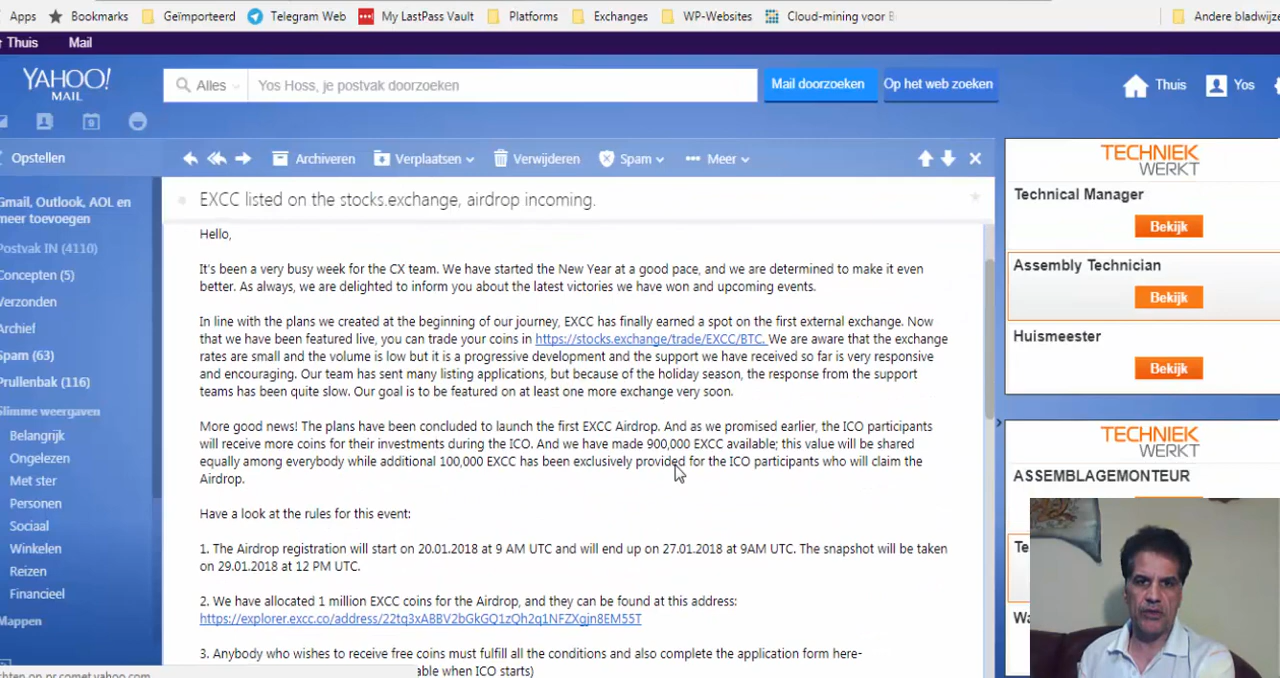 Apps Bookmarks Geïmporteerd Telegram Web My LastPass Vault Platforms Exchanges WP-Websites Cloud-mining voor Andere bladwijze
Thuis Mail
YAHOO! MAIL Alles Yos Hoss, je postvak doorzoeken Mail doorzoeken Op het web zoeken Thuis Yos
Opstellen Archiveren Verplaatsen Verwijderen Spam Meer
EXCC listed on the stocks.exchange, airdrop incoming.
Gmail, Outlook, AOL en
meer toevoegen
Postvak IN (4110)
Concepten (5)
Verzonden
Archief
Spam (63)
Prullenbak (116)
Slimme weergaven
Belangrijk
Ongelezen
Met ster
Personen
Sociaal
Winkelen
Reizen
Financieel
Mappen
Hello,
It's been a very busy week for the CX team. We have started the New Year at a good pace, and we are determined to make it even
better. As always, we are delighted to inform you about the latest victories we have won and upcoming events.
In line with the plans we created at the beginning of our journey, EXCC has finally earned a spot on the first external exchange. Now
that we have been featured live, you can trade your coins in https://stocks.exchange/trade/EXCC/BTC. We are aware that the exchange
rates are small and the volume is low but it is a progressive development and the support we have received so far is very responsive
and encouraging. Our team has sent many listing applications, but because of the holiday season, the response from the support
teams has been quite slow. Our goal is to be featured on at least one more exchange very soon.
More good news! The plans have been concluded to launch the first EXCC Airdrop. And as we promised earlier, the ICO participants
will receive more coins for their investments during the ICO. And we have made 900,000 EXCC available; this value will be shared
equally among everybody while additional 100,000 EXCC has been exclusively provided for the ICO participants who will claim the
Airdrop.
Have a look at the rules for this event:
1. The Airdrop registration will start on 20.01.2018 at 9 AM UTC and will end up on 27.01.2018 at 9AM UTC. The snapshot will be taken
on 29.01.2018 at 12 PM UTC.
2. We have allocated 1 million EXCC coins for the Airdrop, and they can be found at this address:
https://explorer.excc.co/address/22tq3xABBV2bGkGQ1zQh2q1NFZXgjn8EM55T
3. Anybody who wishes to receive free coins must fulfill all the conditions and also complete the application form here-
able when ICO starts)
TECHNIEK
WERKT
Technical Manager
Bekijk
Assembly Technician
Bekijk
Huismeester
Bekijk
TECHNIEK
WERKT
ASSEMBLAGEMONTEUR